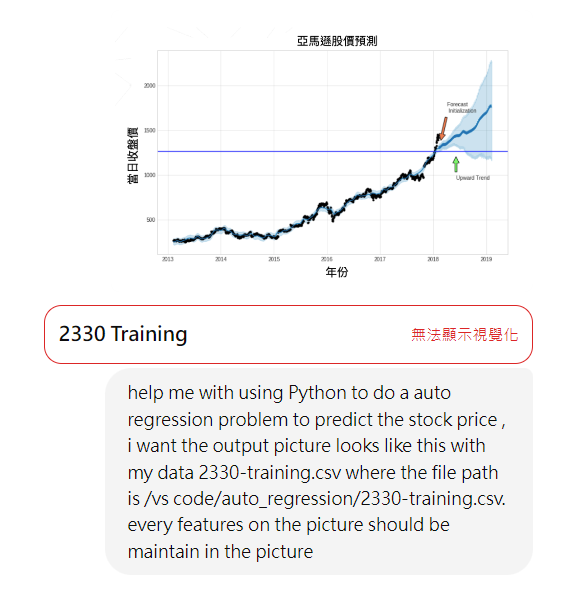 亞馬遜股價預測
當日收盤價
2000
1500
1000
500
Forecast
Initialization
Upward Trend
2013
2014
2015
2016
2017
2018
2019
年份
2330 Training
無法顯示視覺化
help me with using Python to do a auto
regression problem to predict the stock price ,
i want the output picture looks like this with
my data 2330-training.csv where the file path
is /vs code/auto_regression/2330-training.csv.
every features on the picture should be
maintain in the picture